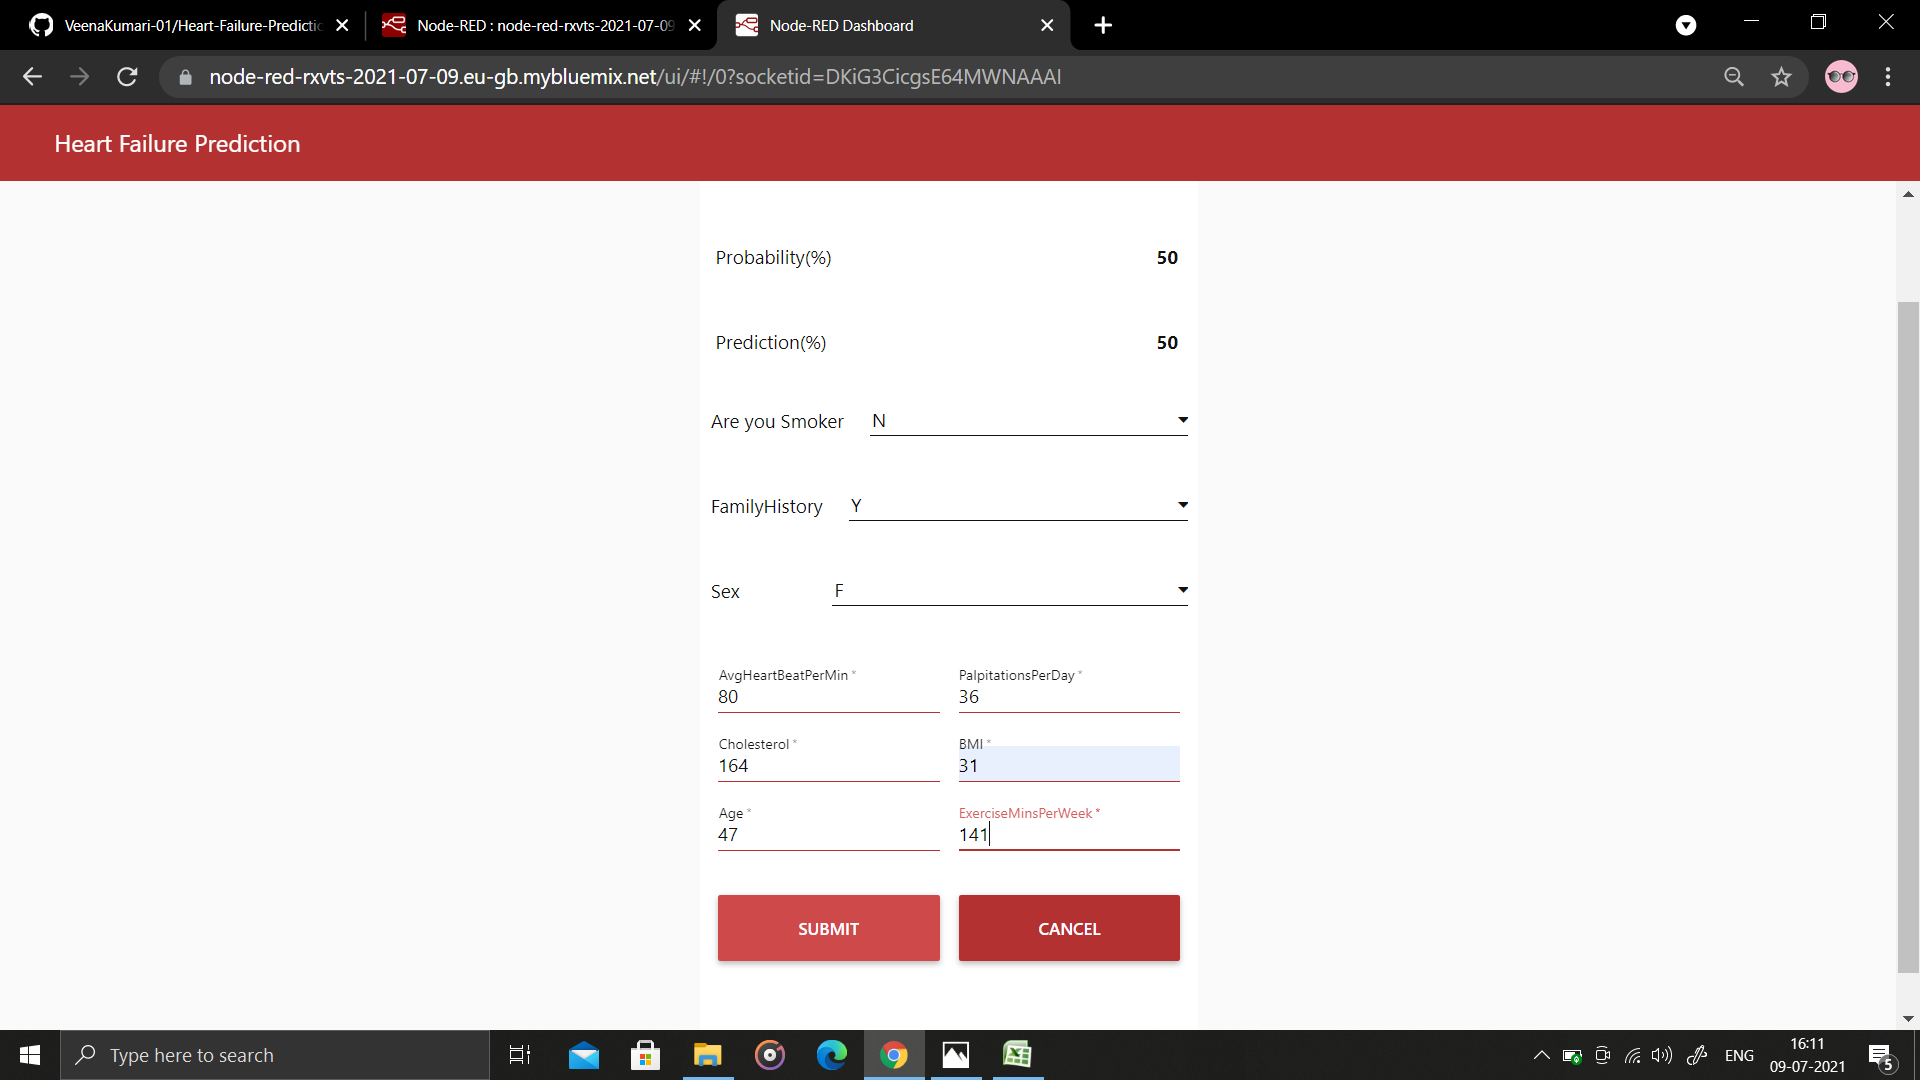 VeenaKumari-01/Heart-Failure-Predictic
Node-RED : node-red-rxvts-2021-07-09
Node-RED Dashboard
node-red-rxvts-2021-07-09.eu-gb.mybluemix.net/ui/#!/0?socketid=DKiG3CicgsE64MWNAAAI
Heart Failure Prediction
Probability(%) 50
Prediction(%) 50
Are you Smoker N
FamilyHistory Y
Sex F
AvgHeartBeatPerMin * PalpitationsPerDay *
80 36
Cholesterol * BMI *
164 31
Age * ExerciseMinsPerWeek *
47 141
SUBMIT CANCEL
Type here to search
ENG
16:11
09-07-2021
5